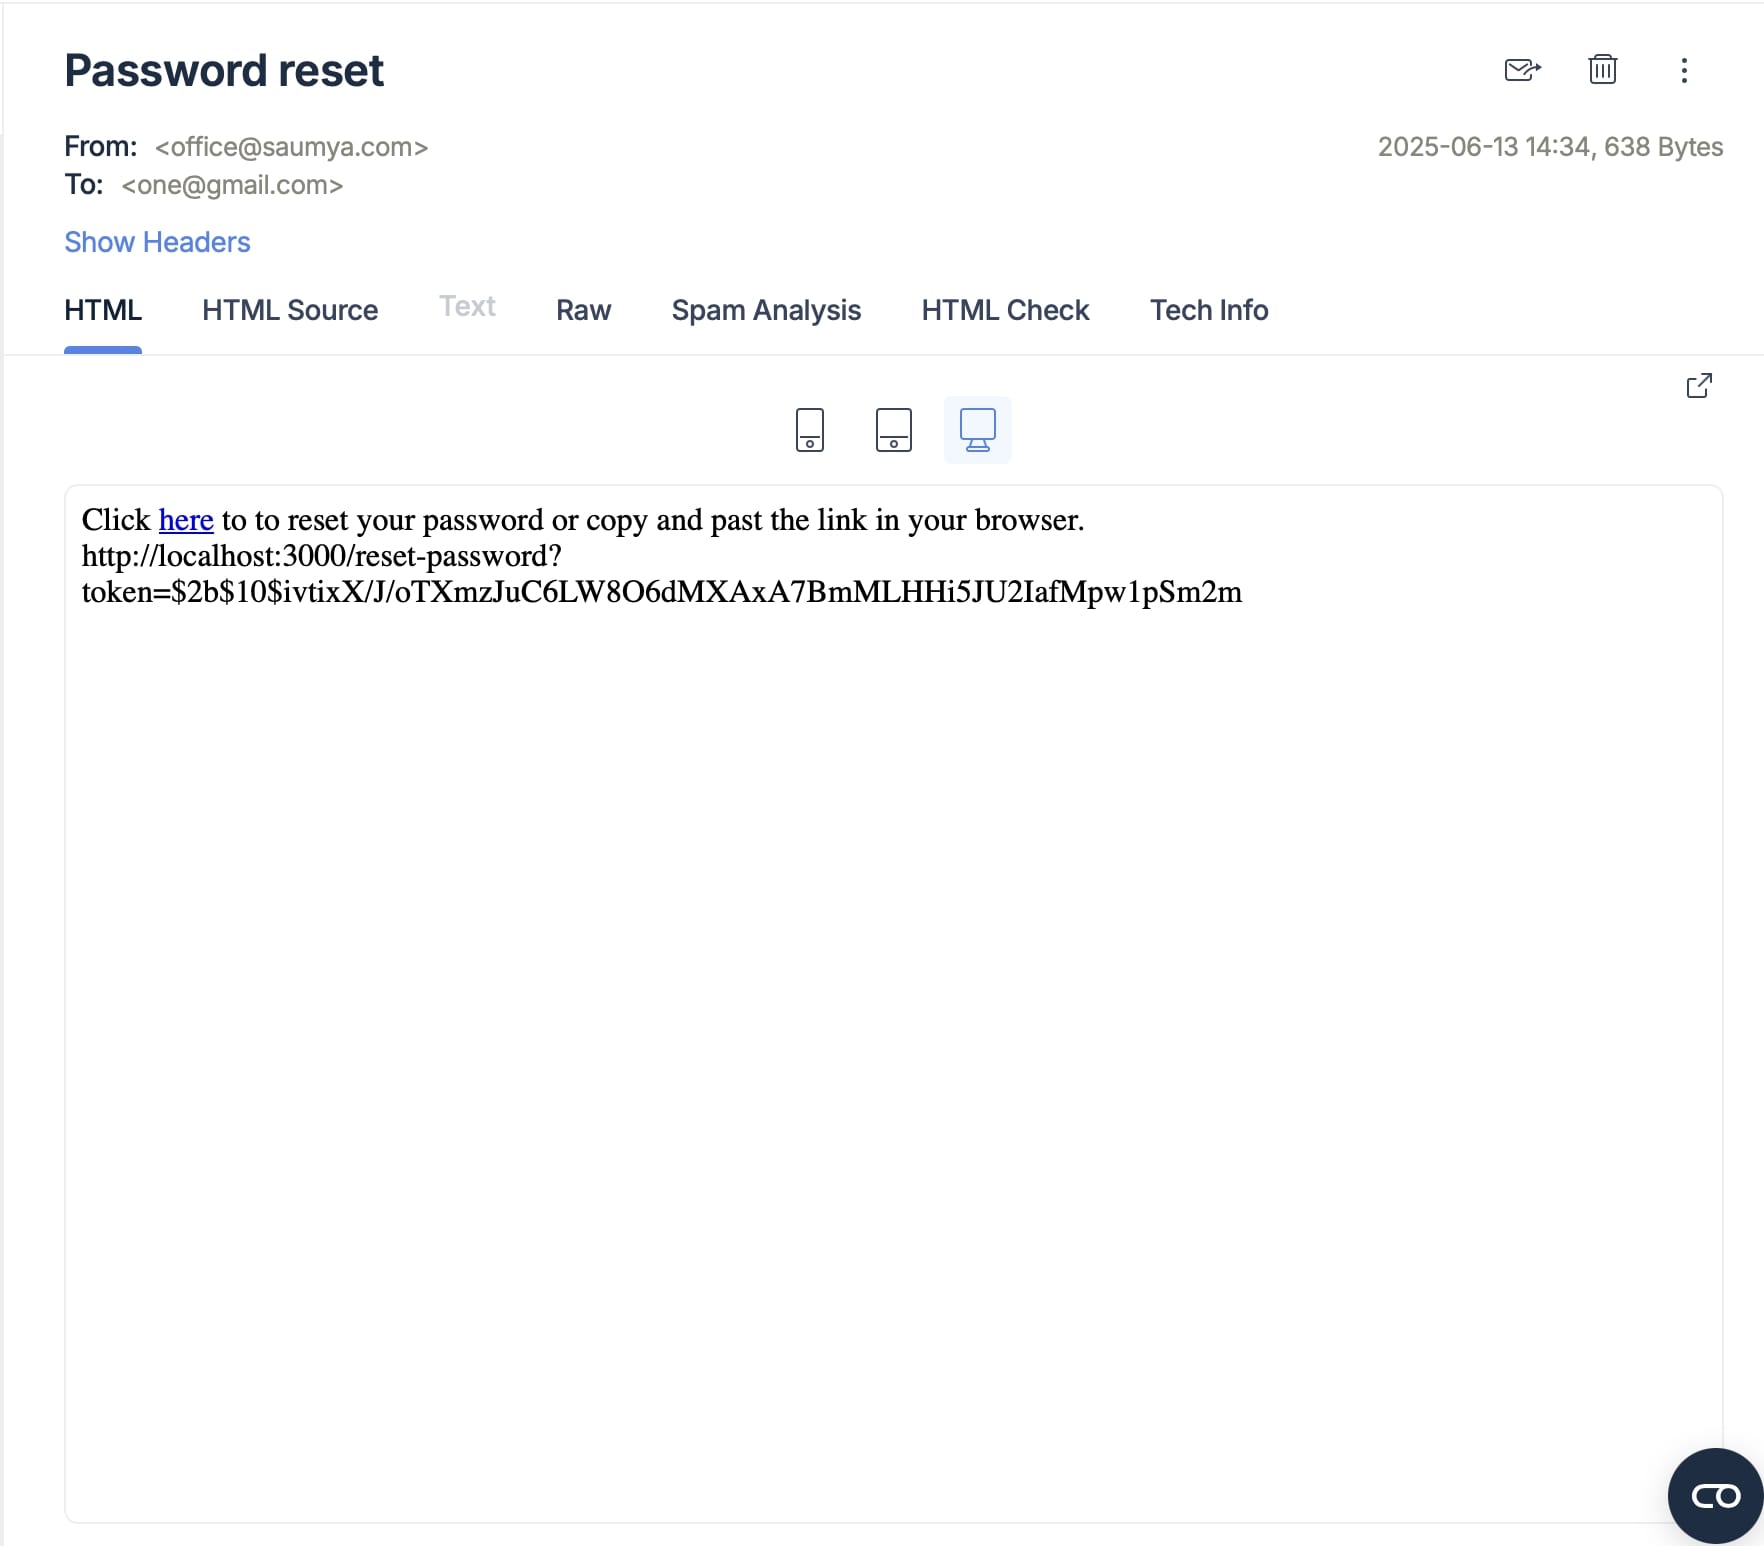 Password reset
From: <office@saumya.com>
2025-06-13 14:34, 638 Bytes
To: <one@gmail.com>
Show Headers
HTML HTML Source Text Raw Spam Analysis HTML Check Tech Info
Click here to to reset your password or copy and past the link in your browser.
http://localhost:3000/reset-password?
token=$2b$10$ivtixX/J/oTXmzJuC6LW8O6dMXAxA7BmMLHHi5JU2IafMpw1pSm2m